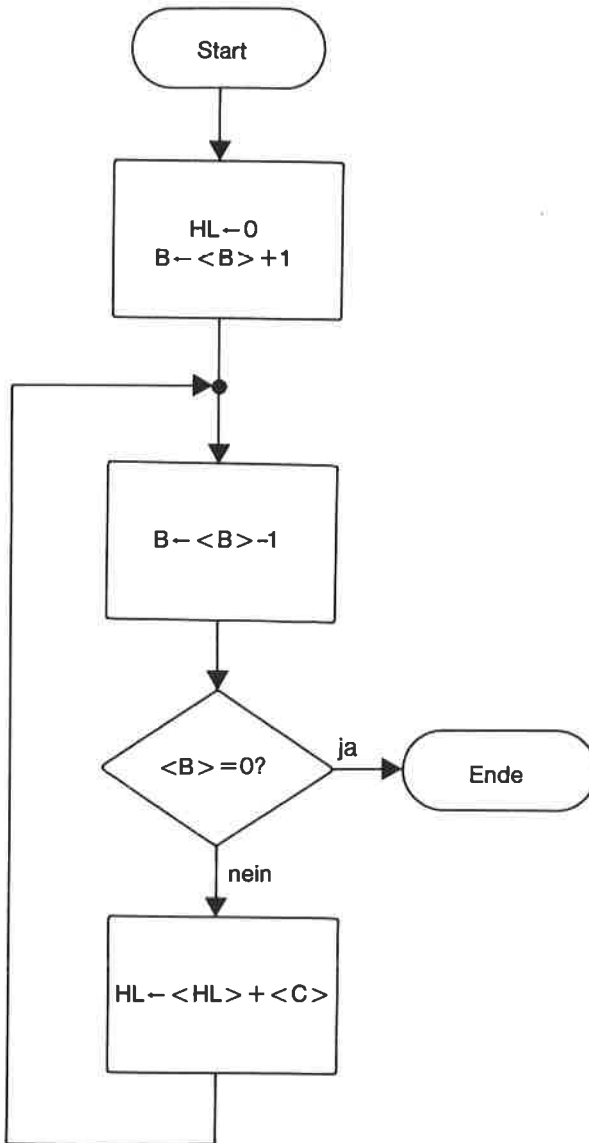 Start
HL←0
B←<B>+1
B←<B>-1
<B>=0?
ja
Ende
nein
HL←<HL>+<C>